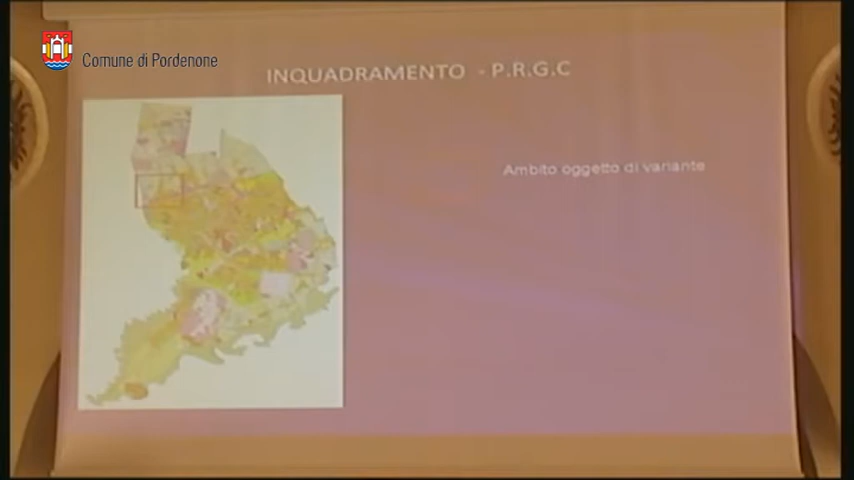 Comune di Pordenone
INQUADRAMENTO - P.R.G.C
Ambito oggetto di variante